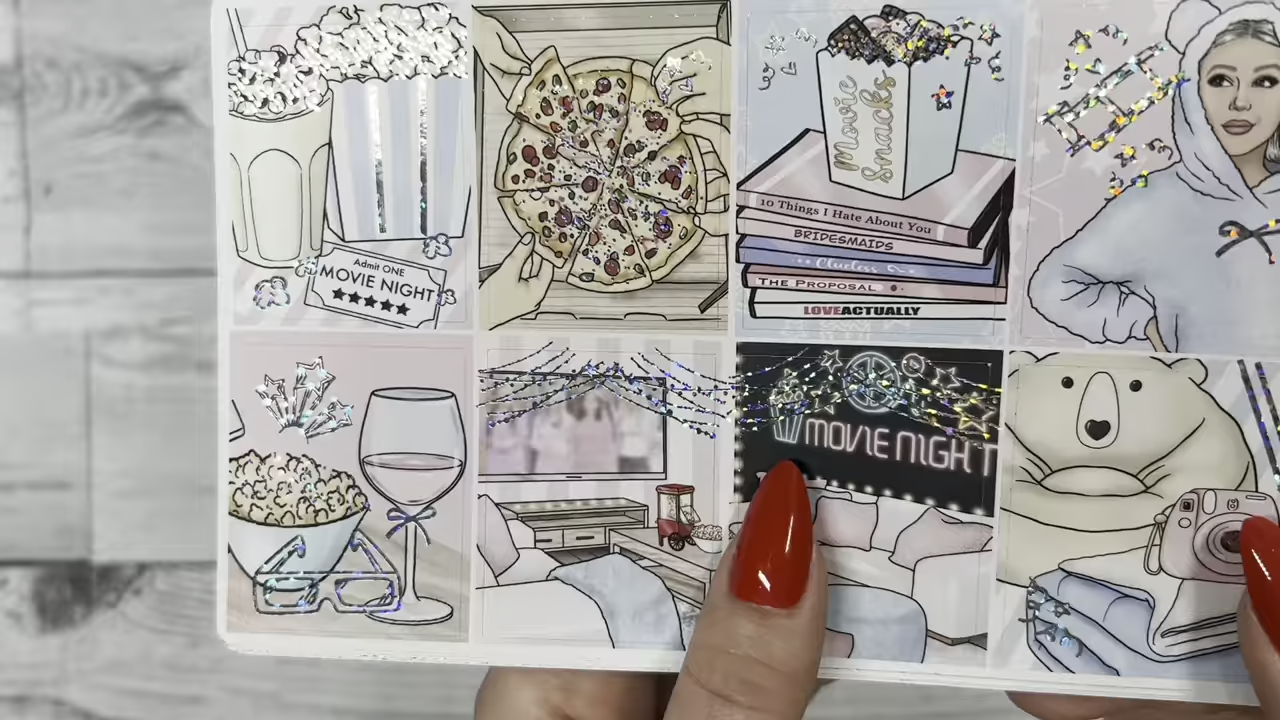 Admit ONE
MOVIE NIGHT
Movie
Snacks
10 Things I Hate About You
BRIDESMAIDS
Clueless
THE PROPOSAL
LOVEACTUALLY
MOVIE NIGHT